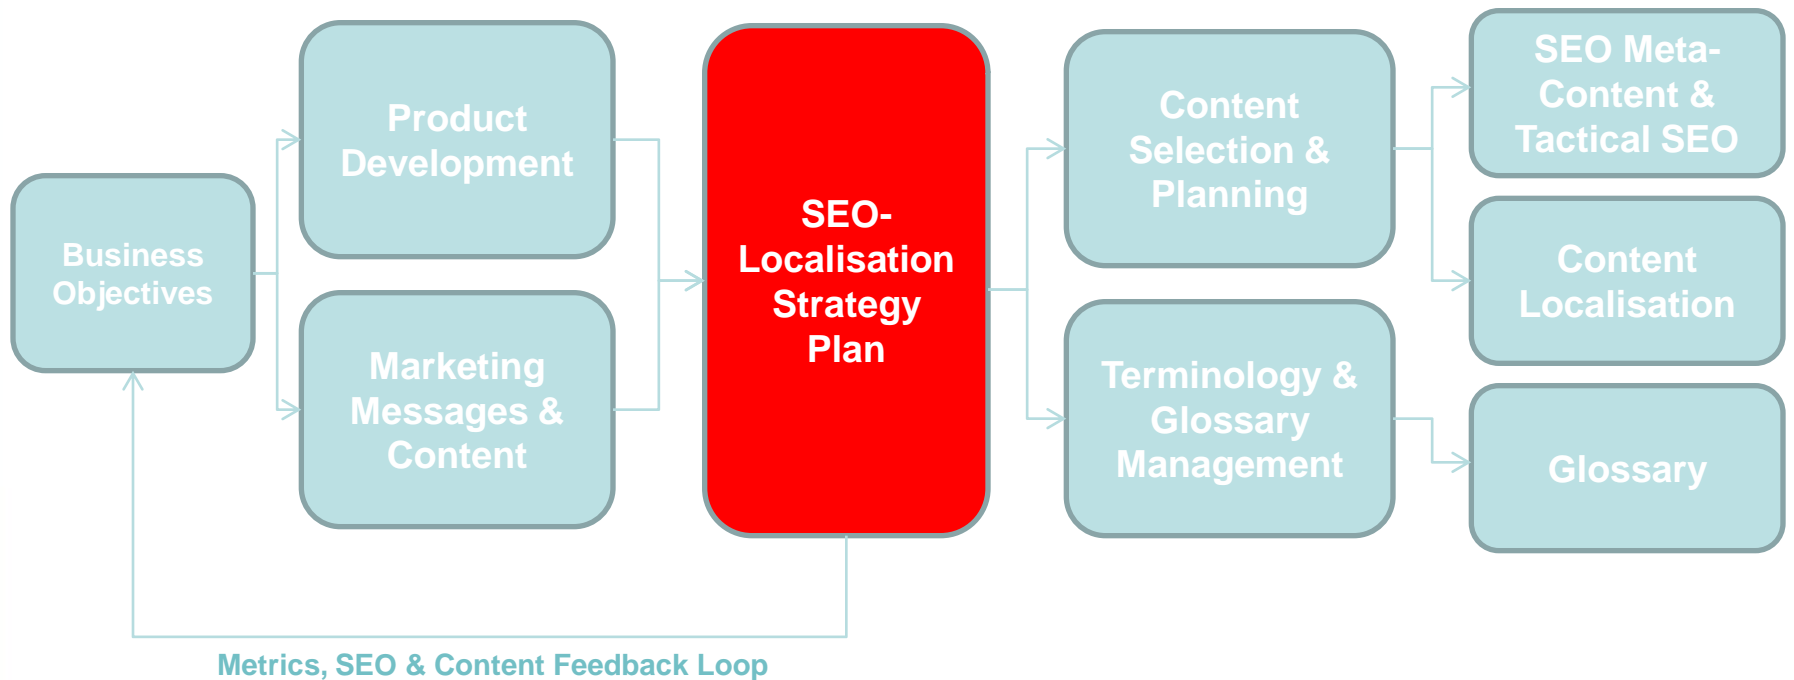 Business
Objectives
Product
Development
Marketing
Messages &
Content
SEO-
Localisation
Strategy
Plan
Content
Selection &
Planning
Terminology &
Glossary
Management
SEO Meta-
Content &
Tactical SEO
Content
Localisation
Glossary
Metrics, SEO & Content Feedback Loop